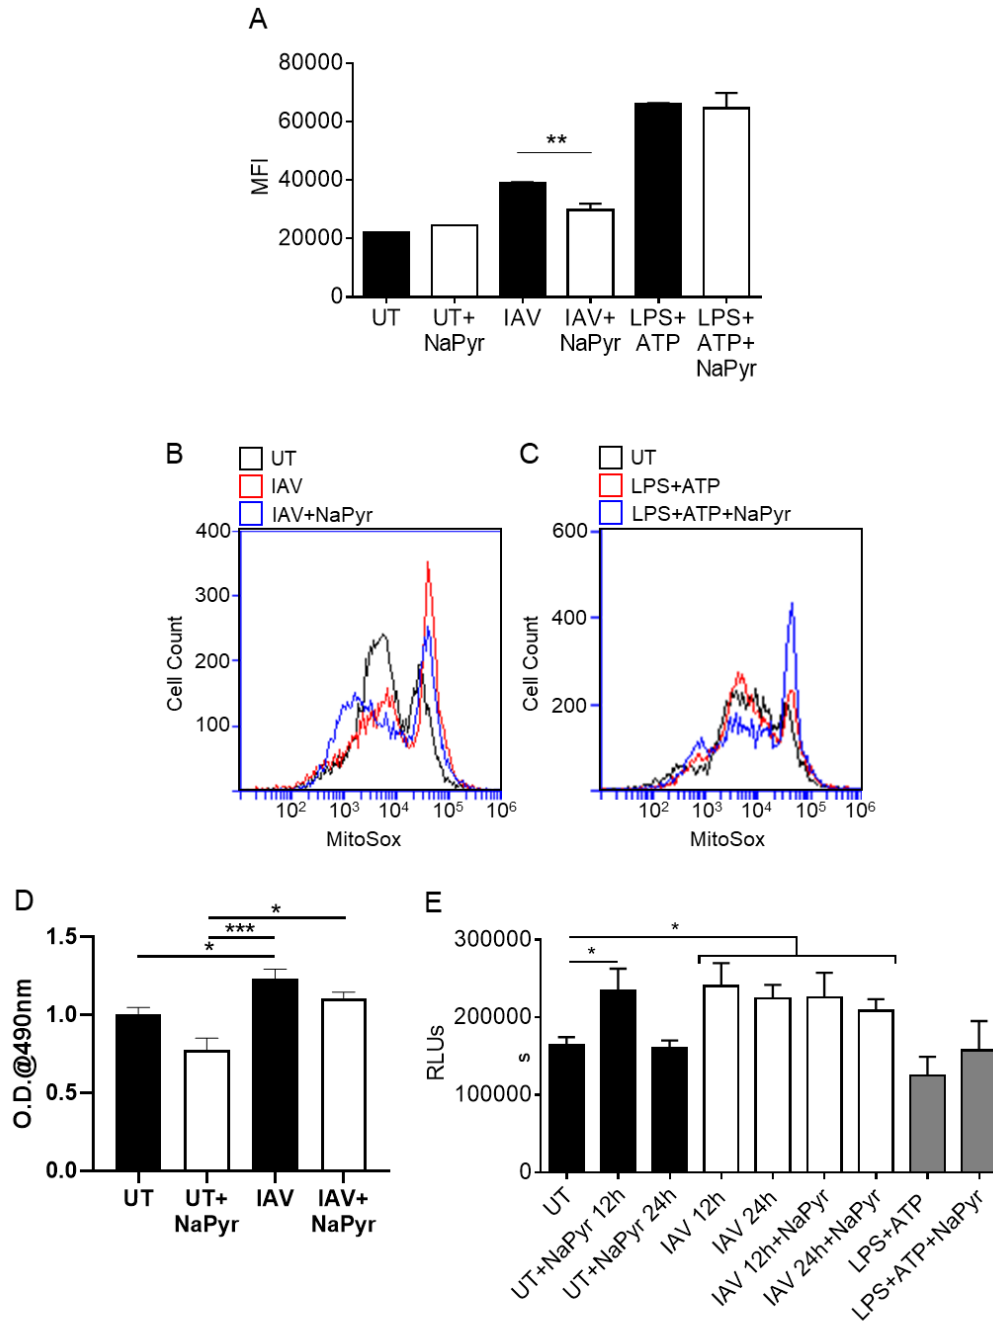 A
80000
60000
40000
20000
0
MFI
**
UT
UT+
NaPyr
IAV
IAV+
NaPyr
LPS+
ATP
LPS+
ATP+
NaPyr
B
UT
IAV
IAV+NaPyr
400
300
200
100
Cell Count
10² 10³ 10⁴ 10⁵ 10⁶
MitoSox
C
UT
LPS+ATP
LPS+ATP+NaPyr
600
400
200
Cell Count
10² 10³ 10⁴ 10⁵ 10⁶
MitoSox
D
*
***
*
1.5
1.0
0.5
0.0
O.D.@490nm
UT
UT+
NaPyr
IAV
IAV+
NaPyr
E
300000
200000
100000
0
RLUs
s
*
*
UT
UT+NaPyr 12h
UT+NaPyr 24h
IAV 12h
IAV 24h
IAV 12h+NaPyr
IAV 24h+NaPyr
LPS+ATP
LPS+ATP+NaPyr